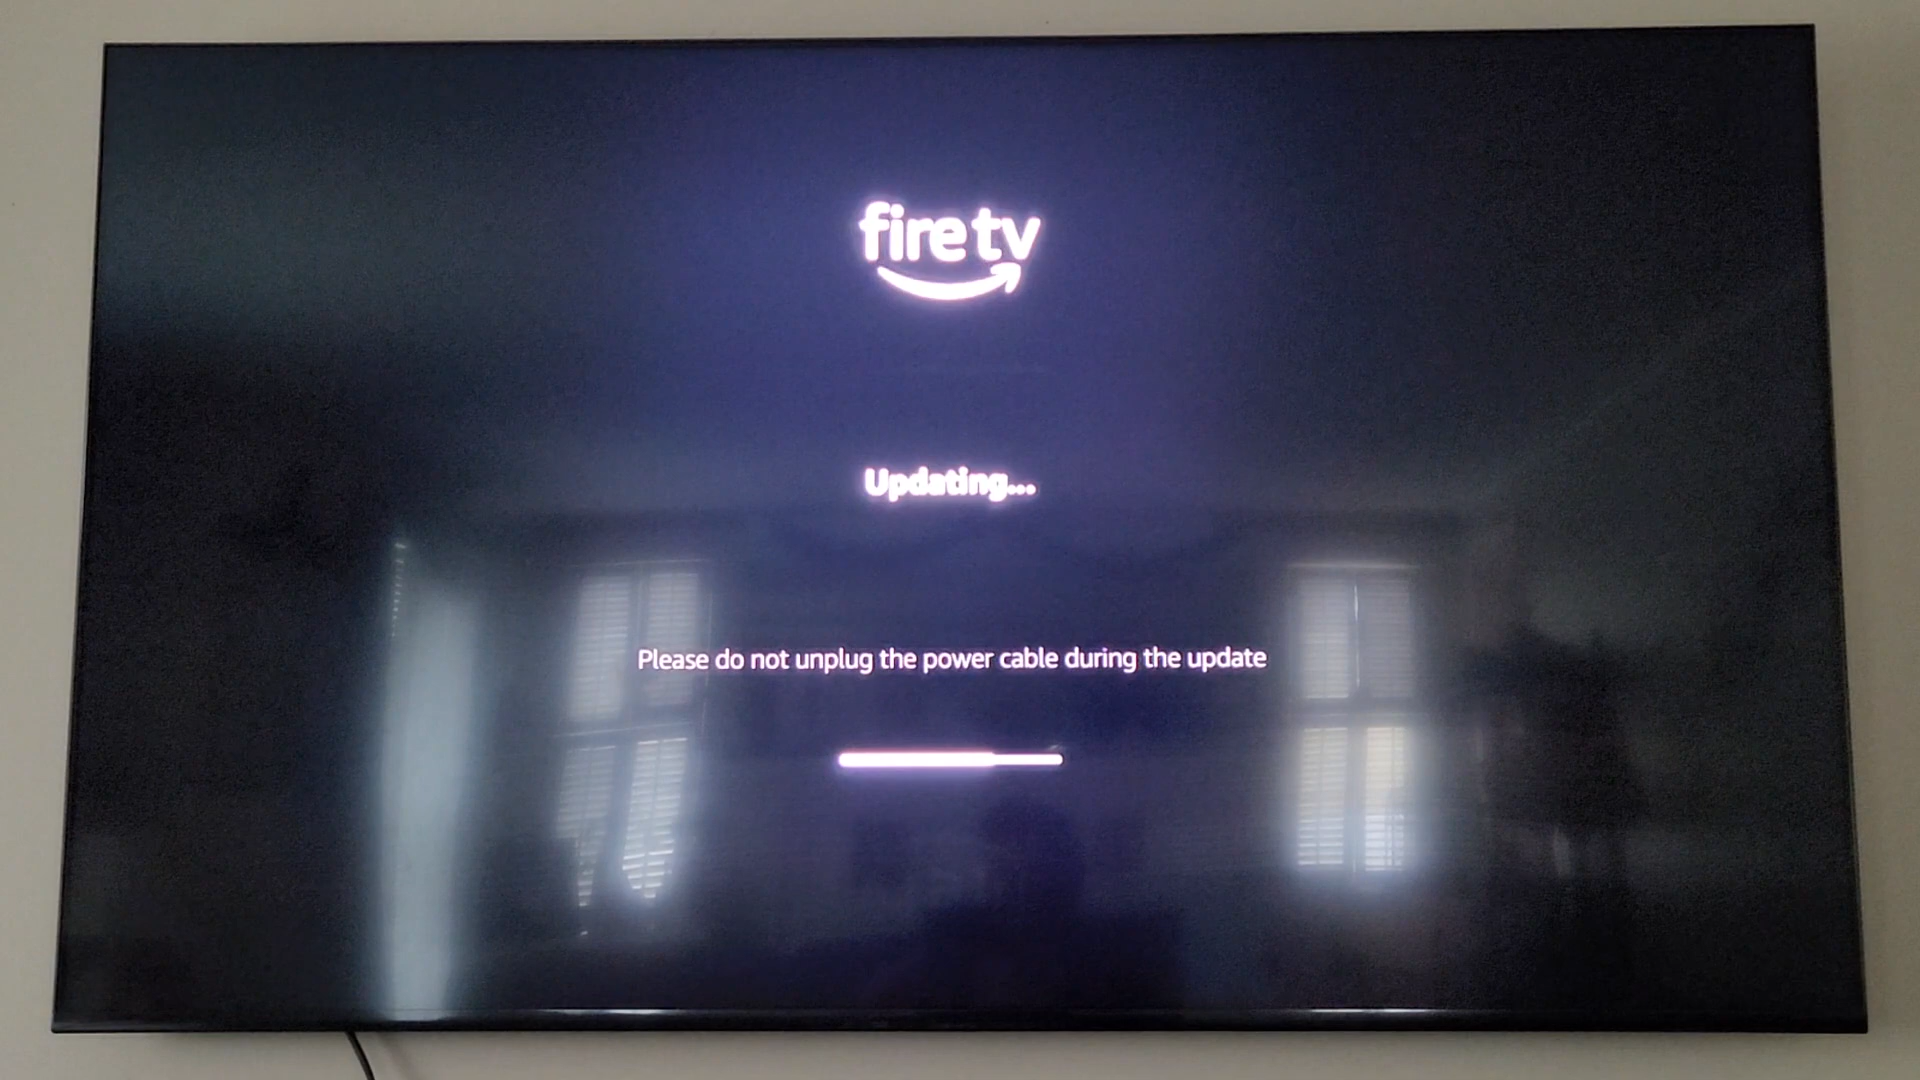 fire tv
Updating...
Please do not unplug the power cable during the update